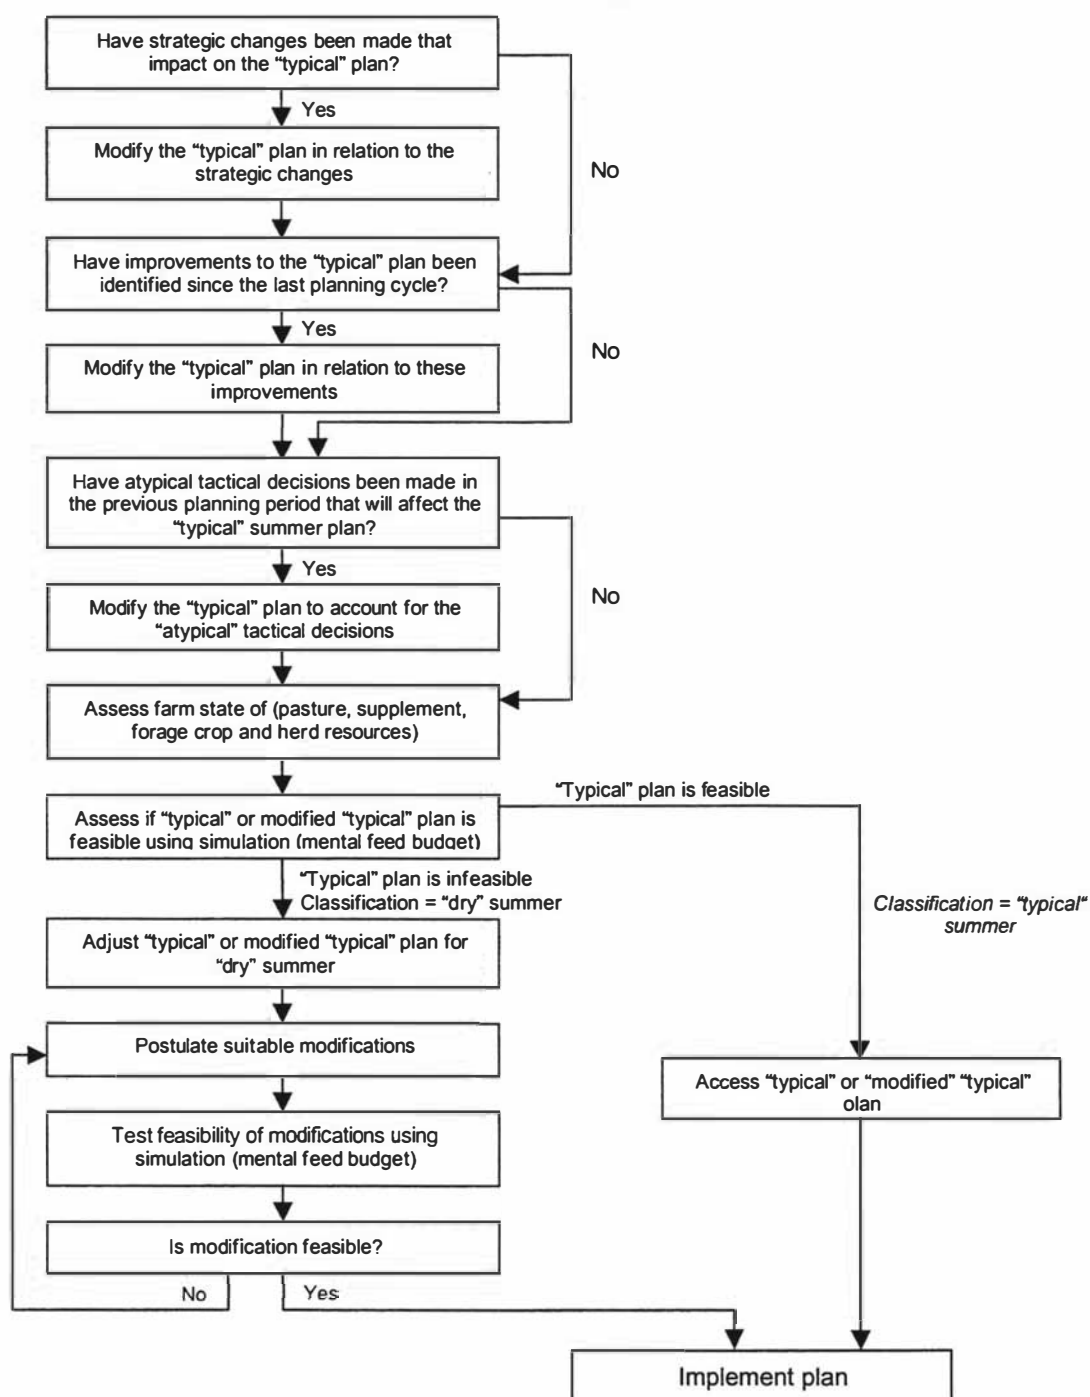 Have strategic changes been made that
impact on the “typical” plan?
Yes
No
Modify the “typical” plan in relation to the
strategic changes
Have improvements to the “typical” plan been
identified since the last planning cycle?
Yes
No
Modify the “typical” plan in relation to these
improvements
Have atypical tactical decisions been made in
the previous planning period that will affect the
“typical” summer plan?
Yes
No
Modify the “typical” plan to account for the
“atypical” tactical decisions
Assess farm state of (pasture, supplement,
forage crop and herd resources)
“Typical” plan is feasible
Assess if “typical” or modified “typical” plan is
feasible using simulation (mental feed budget)
“Typical” plan is infeasible
Classification = “dry” summer
Classification = “typical“
summer
Adjust “typical” or modified “typical” plan for
“dry” summer
Postulate suitable modifications
Access “typical” or “modified” “typical”
olan
Test feasibility of modifications using
simulation (mental feed budget)
Is modification feasible?
No
Yes
Implement plan